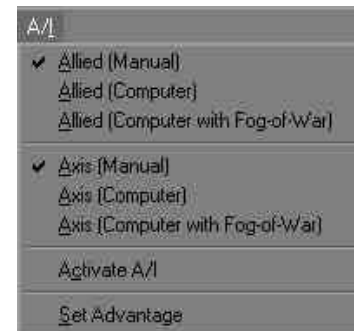 A/I
Allied (Manual)
Allied (Computer)
Allied (Computer with Fog-of-War)
Axis (Manual)
Axis (Computer)
Axis (Computer with Fog-of-War)
Activate A/I
Set Advantage